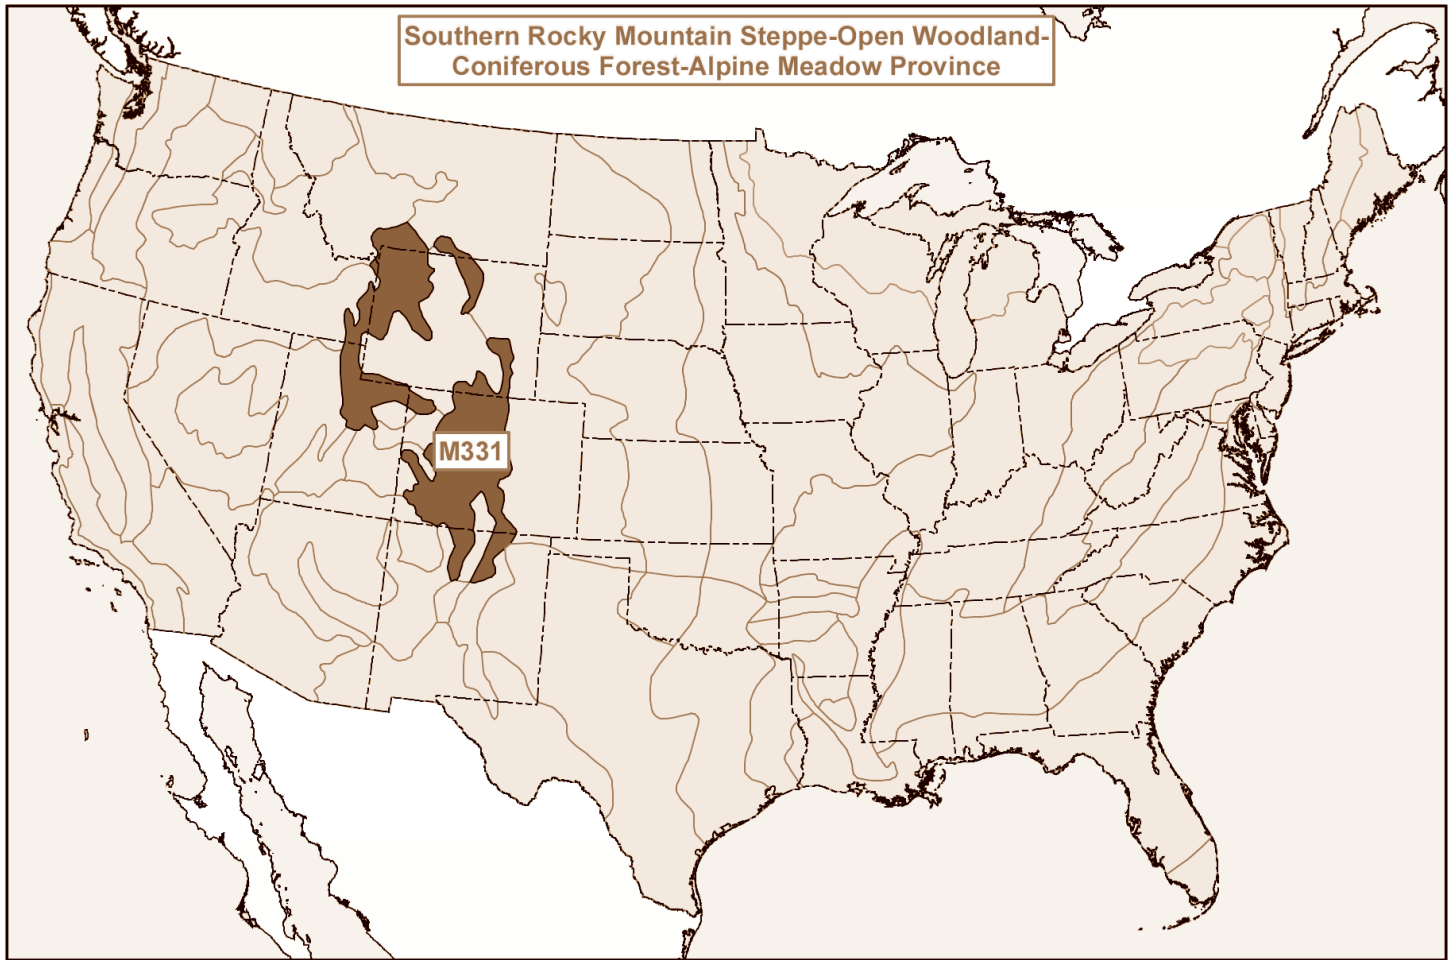 Southern Rocky Mountain Steppe-Open Woodland-
Coniferous Forest-Alpine Meadow Province
M331